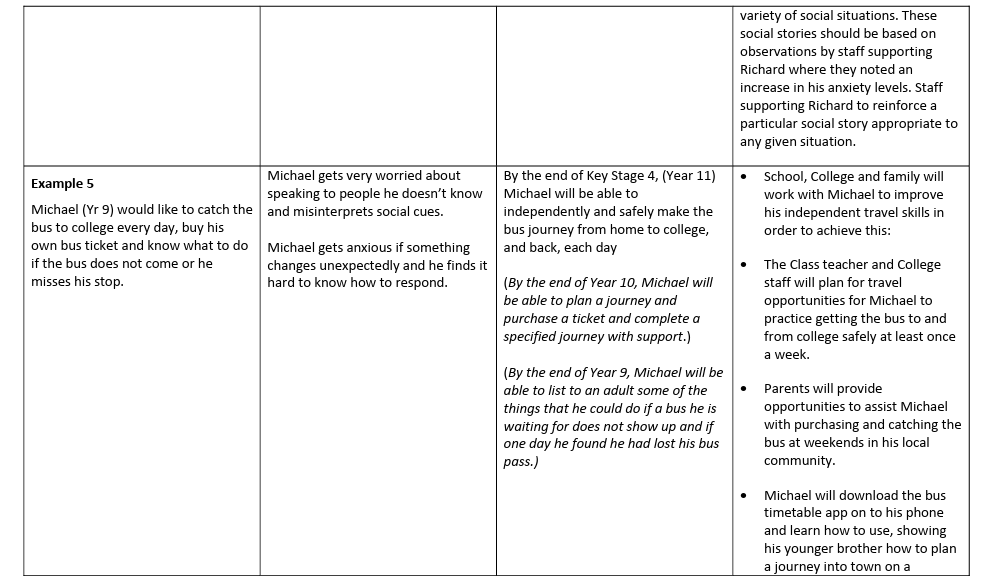 variety of social situations. These
social stories should be based on
observations by staff supporting
Richard where they noted an
increase in his anxiety levels. Staff
supporting Richard to reinforce a
particular social story appropriate to
any given situation.
Example 5
Michael (Yr 9) would like to catch the
bus to college every day, buy his
own bus ticket and know what to do
if the bus does not come or he
misses his stop.
Michael gets very worried about
speaking to people he doesn’t know
and misinterprets social cues.
Michael gets anxious if something
changes unexpectedly and he finds it
hard to know how to respond.
By the end of Key Stage 4, (Year 11)
Michael will be able to
independently and safely make the
bus journey from home to college,
and back, each day
(By the end of Year 10, Michael will
be able to plan a journey and
purchase a ticket and complete a
specified journey with support.)
(By the end of Year 9, Michael will be
able to list to an adult some of the
things that he could do if a bus he is
waiting for does not show up and if
one day he found he had lost his bus
pass.)
• School, College and family will
work with Michael to improve
his independent travel skills in
order to achieve this:
• The Class teacher and College
staff will plan for travel
opportunities for Michael to
practice getting the bus to and
from college safely at least once
a week.
• Parents will provide
opportunities to assist Michael
with purchasing and catching the
bus at weekends in his local
community.
• Michael will download the bus
timetable app on to his phone
and learn how to use, showing
his younger brother how to plan
a journey into town on a